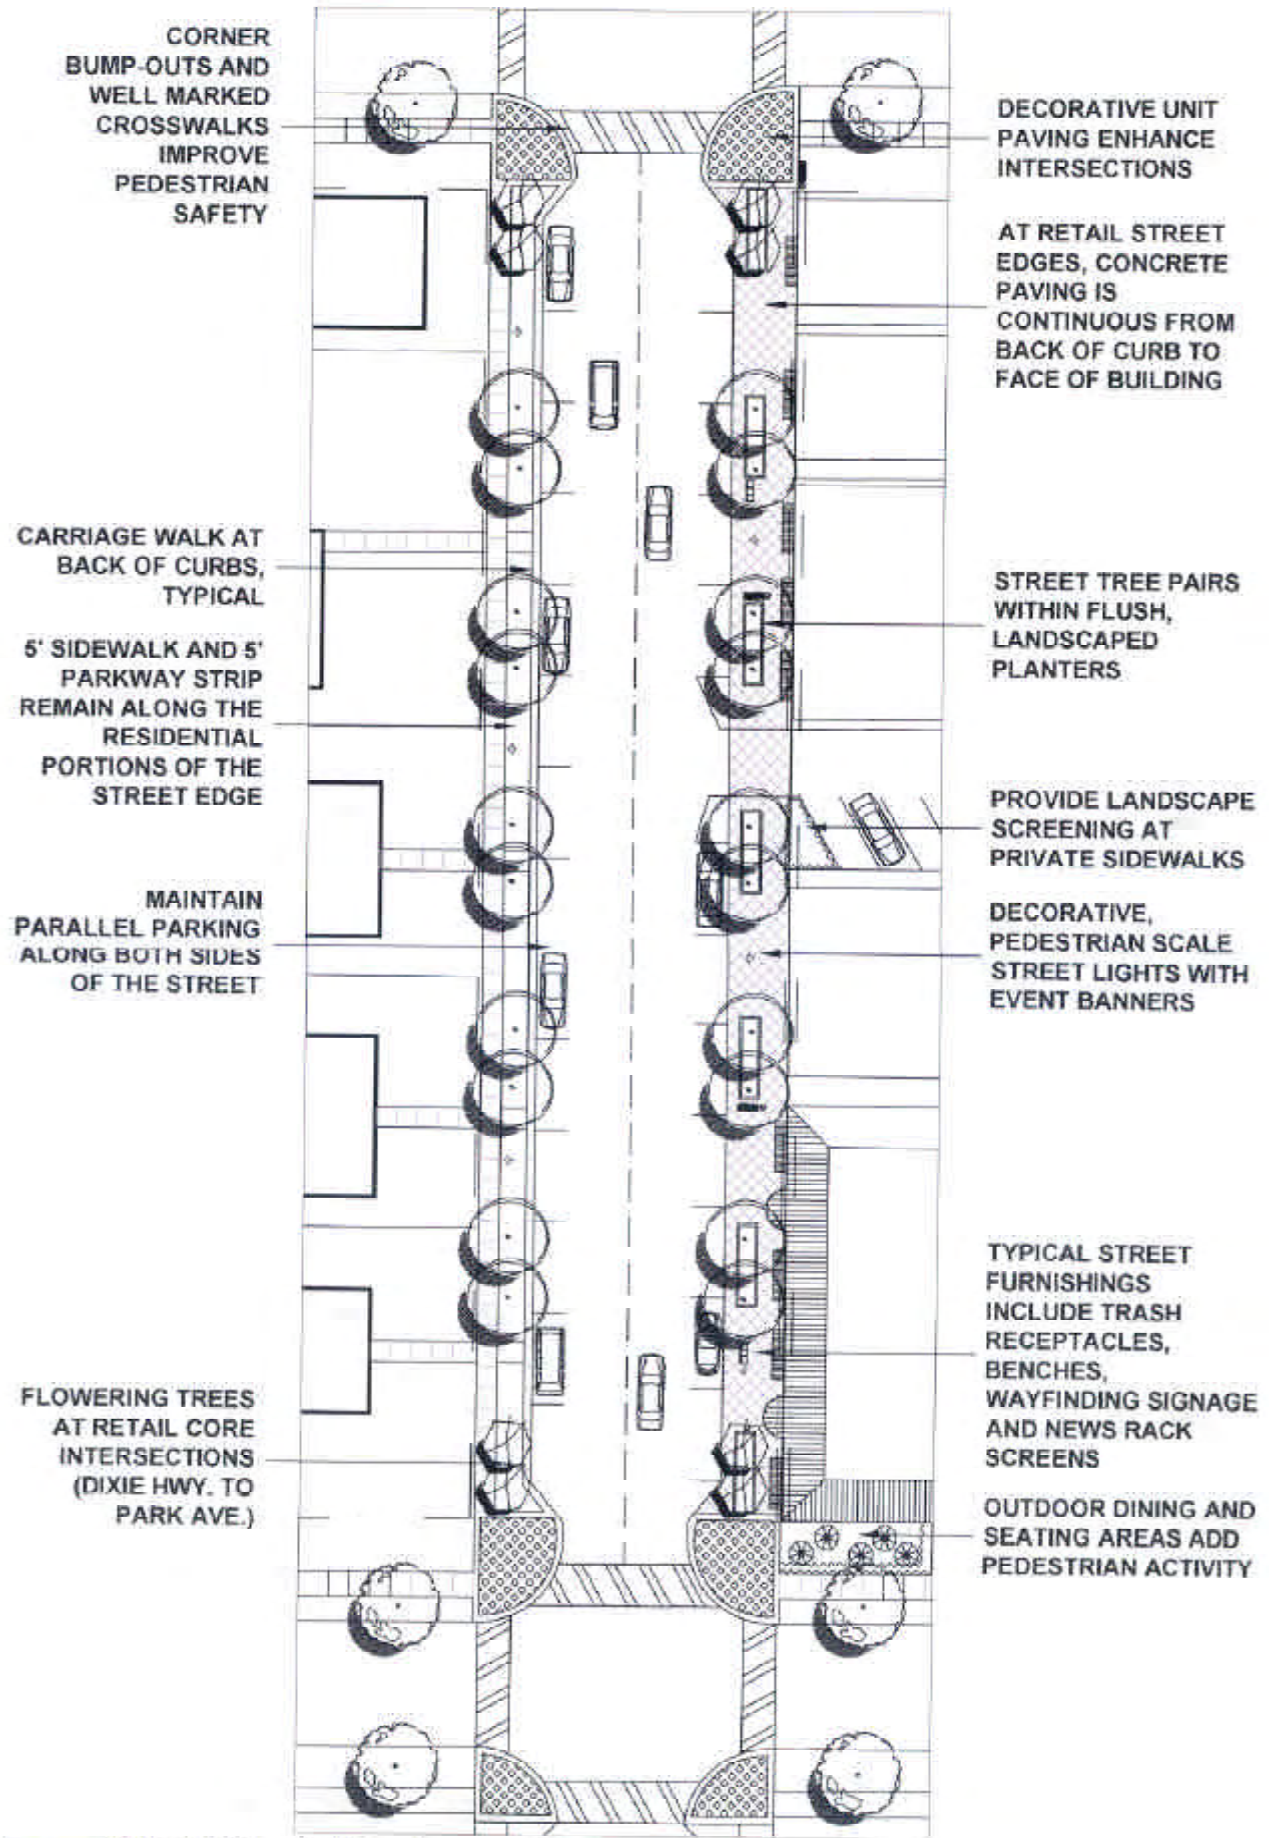 CORNER
BUMP-OUTS AND
WELL MARKED
CROSSWALKS
IMPROVE
PEDESTRIAN
SAFETY
CARRIAGE WALK AT
BACK OF CURBS,
TYPICAL
5' SIDEWALK AND 5'
PARKWAY STRIP
REMAIN ALONG THE
RESIDENTIAL
PORTIONS OF THE
STREET EDGE
MAINTAIN
PARALLEL PARKING
ALONG BOTH SIDES
OF THE STREET
FLOWERING TREES
AT RETAIL CORE
INTERSECTIONS
(DIXIE HWY. TO
PARK AVE.)
DECORATIVE UNIT
PAVING ENHANCE
INTERSECTIONS
AT RETAIL STREET
EDGES, CONCRETE
PAVING IS
CONTINUOUS FROM
BACK OF CURB TO
FACE OF BUILDING
STREET TREE PAIRS
WITHIN FLUSH,
LANDSCAPED
PLANTERS
PROVIDE LANDSCAPE
SCREENING AT
PRIVATE SIDEWALKS
DECORATIVE,
PEDESTRIAN SCALE
STREET LIGHTS WITH
EVENT BANNERS
TYPICAL STREET
FURNISHINGS
INCLUDE TRASH
RECEPTACLES,
BENCHES,
WAYFINDING SIGNAGE
AND NEWS RACK
SCREENS
OUTDOOR DINING AND
SEATING AREAS ADD
PEDESTRIAN ACTIVITY